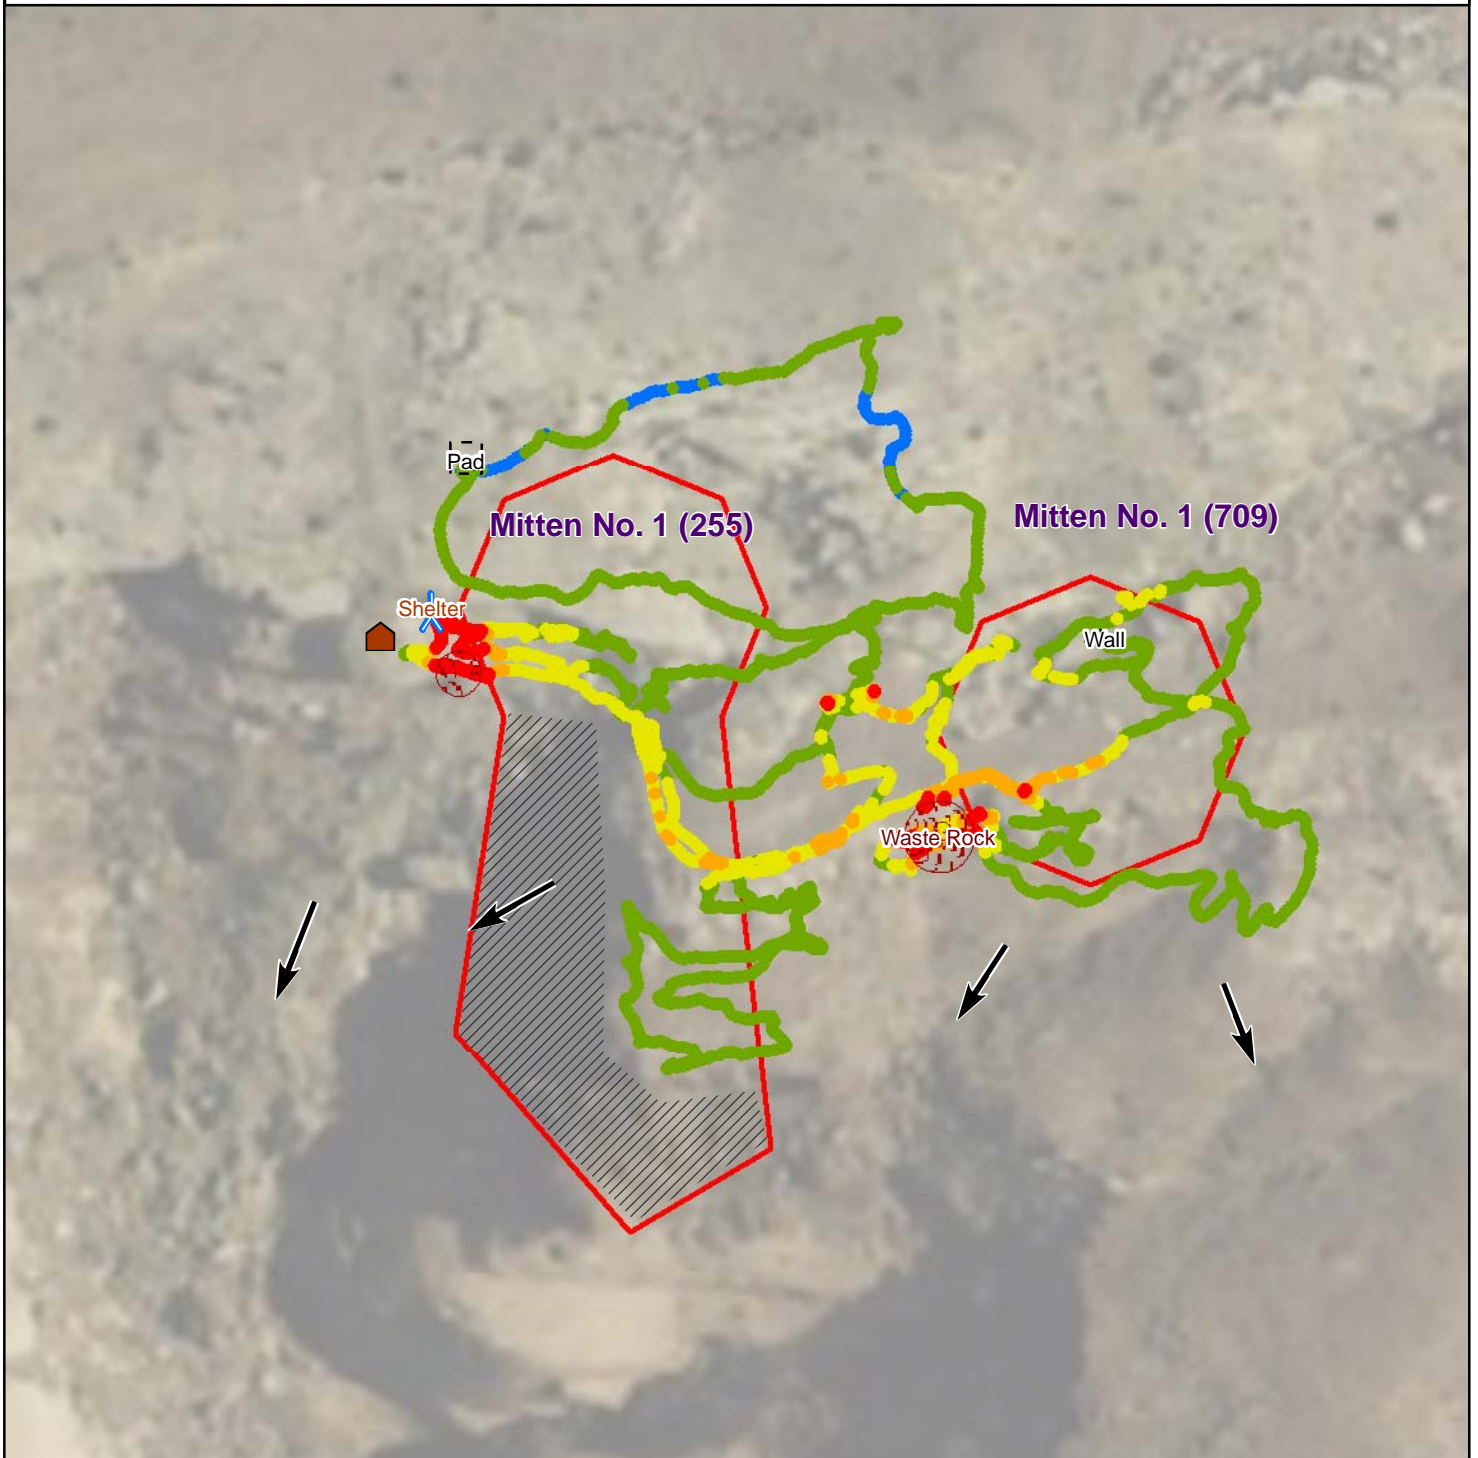 Pad
Mitten No. 1 (255)
Mitten No. 1 (709)
Shelter
Wall
Waste Rock